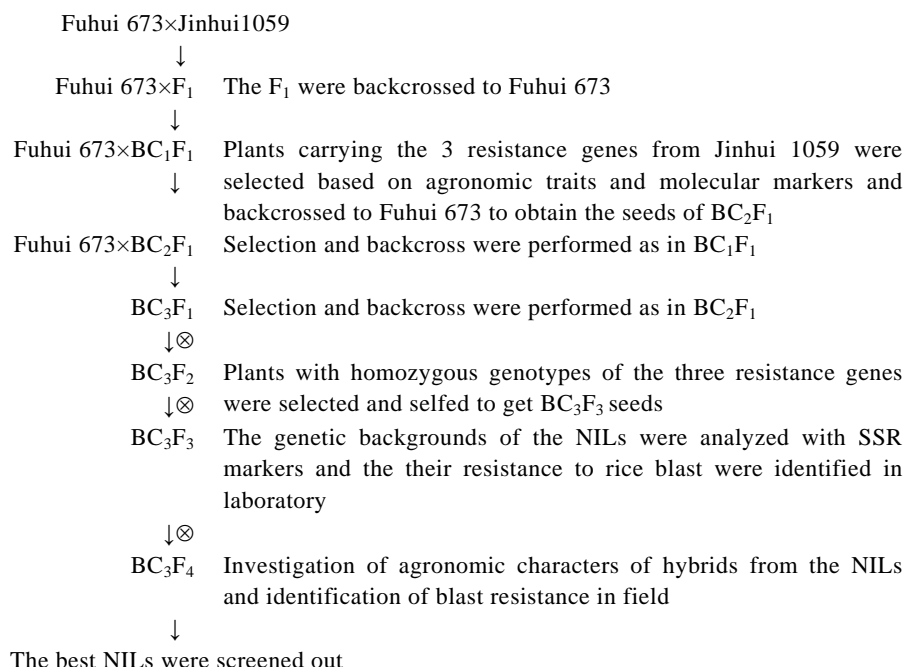 Fuhui 673×Jinhui1059
↓
Fuhui 673×F₁ The F₁ were backcrossed to Fuhui 673
↓
Fuhui 673×BC₁F₁ Plants carrying the 3 resistance genes from Jinhui 1059 were
↓ selected based on agronomic traits and molecular markers and
backcrossed to Fuhui 673 to obtain the seeds of BC₂F₁
Fuhui 673×BC₂F₁ Selection and backcross were performed as in BC₁F₁
↓
BC₃F₁ Selection and backcross were performed as in BC₂F₁
↓⊗
BC₃F₂ Plants with homozygous genotypes of the three resistance genes
↓⊗ were selected and selfed to get BC₃F₃ seeds
BC₃F₃ The genetic backgrounds of the NILs were analyzed with SSR
markers and the their resistance to rice blast were identified in
laboratory
↓⊗
BC₃F₄ Investigation of agronomic characters of hybrids from the NILs
and identification of blast resistance in field
↓
The best NILs were screened out